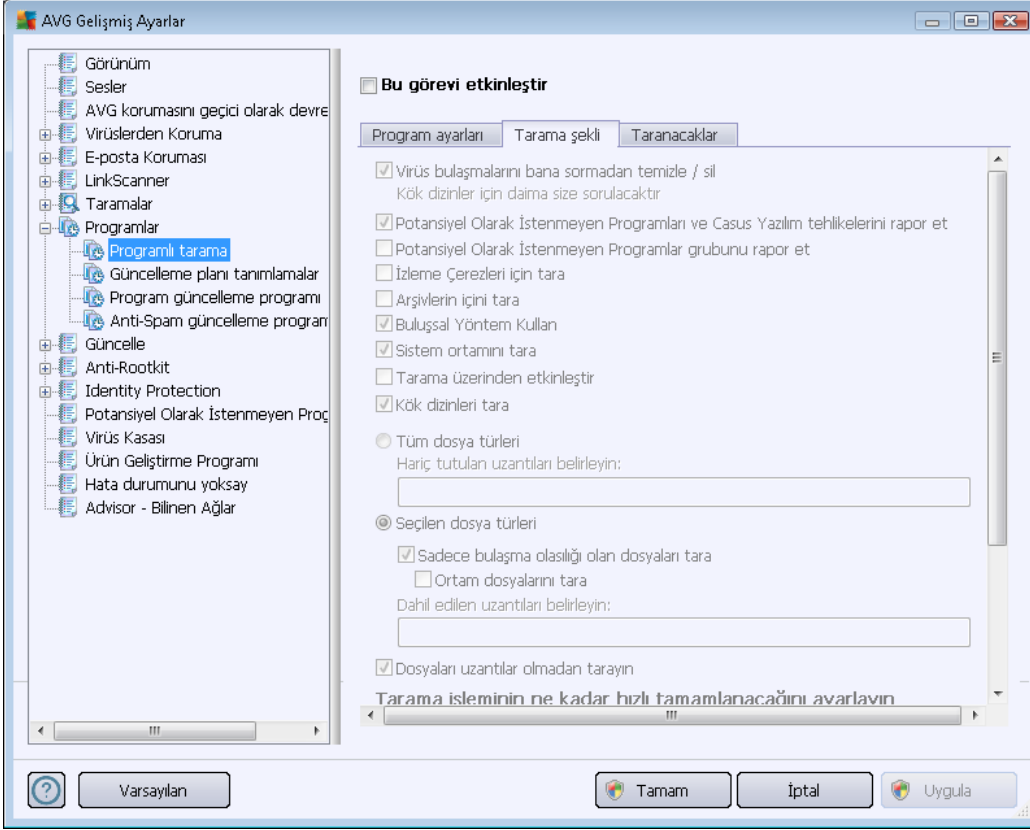 AVG Gelişmiş Ayarlar
Görünüm
Sesler
AVG korumasını geçici olarak devre
Virüslerden Koruma
E-posta Koruması
LinkScanner
Taramalar
Programlar
Programlı tarama
Güncelleme planı tanımlamalar
Program güncelleme programı
Anti-Spam güncelleme program
Güncelle
Anti-Rootkit
Identity Protection
Potansiyel Olarak İstenmeyen Prog
Virüs Kasası
Ürün Geliştirme Programı
Hata durumunu yoksay
Advisor - Bilinen Ağlar
Bu görevi etkinleştir
Program ayarları
Tarama şekli
Taranacaklar
Virüs bulaşmalarını bana sormadan temizle / sil
Kök dizinler için daima size sorulacaktır
Potansiyel Olarak İstenmeyen Programları ve Casus Yazılım tehlikelerini rapor et
Potansiyel Olarak İstenmeyen Programlar grubunu rapor et
İzleme Çerezleri için tara
Arşivlerin içini tara
Buluşsal Yöntem Kullan
Sistem ortamını tara
Tarama üzerinden etkinleştir
Kök dizinleri tara
Tüm dosya türleri
Hariç tutulan uzantıları belirleyin:
Seçilen dosya türleri
Sadece bulaşma olasılığı olan dosyaları tara
Ortam dosyalarını tara
Dahil edilen uzantıları belirleyin:
Dosyaları uzantılar olmadan tarayın
Tarama işleminin ne kadar hızlı tamamlanacağını ayarlayın
Varsayılan
Tamam
İptal
Uygula